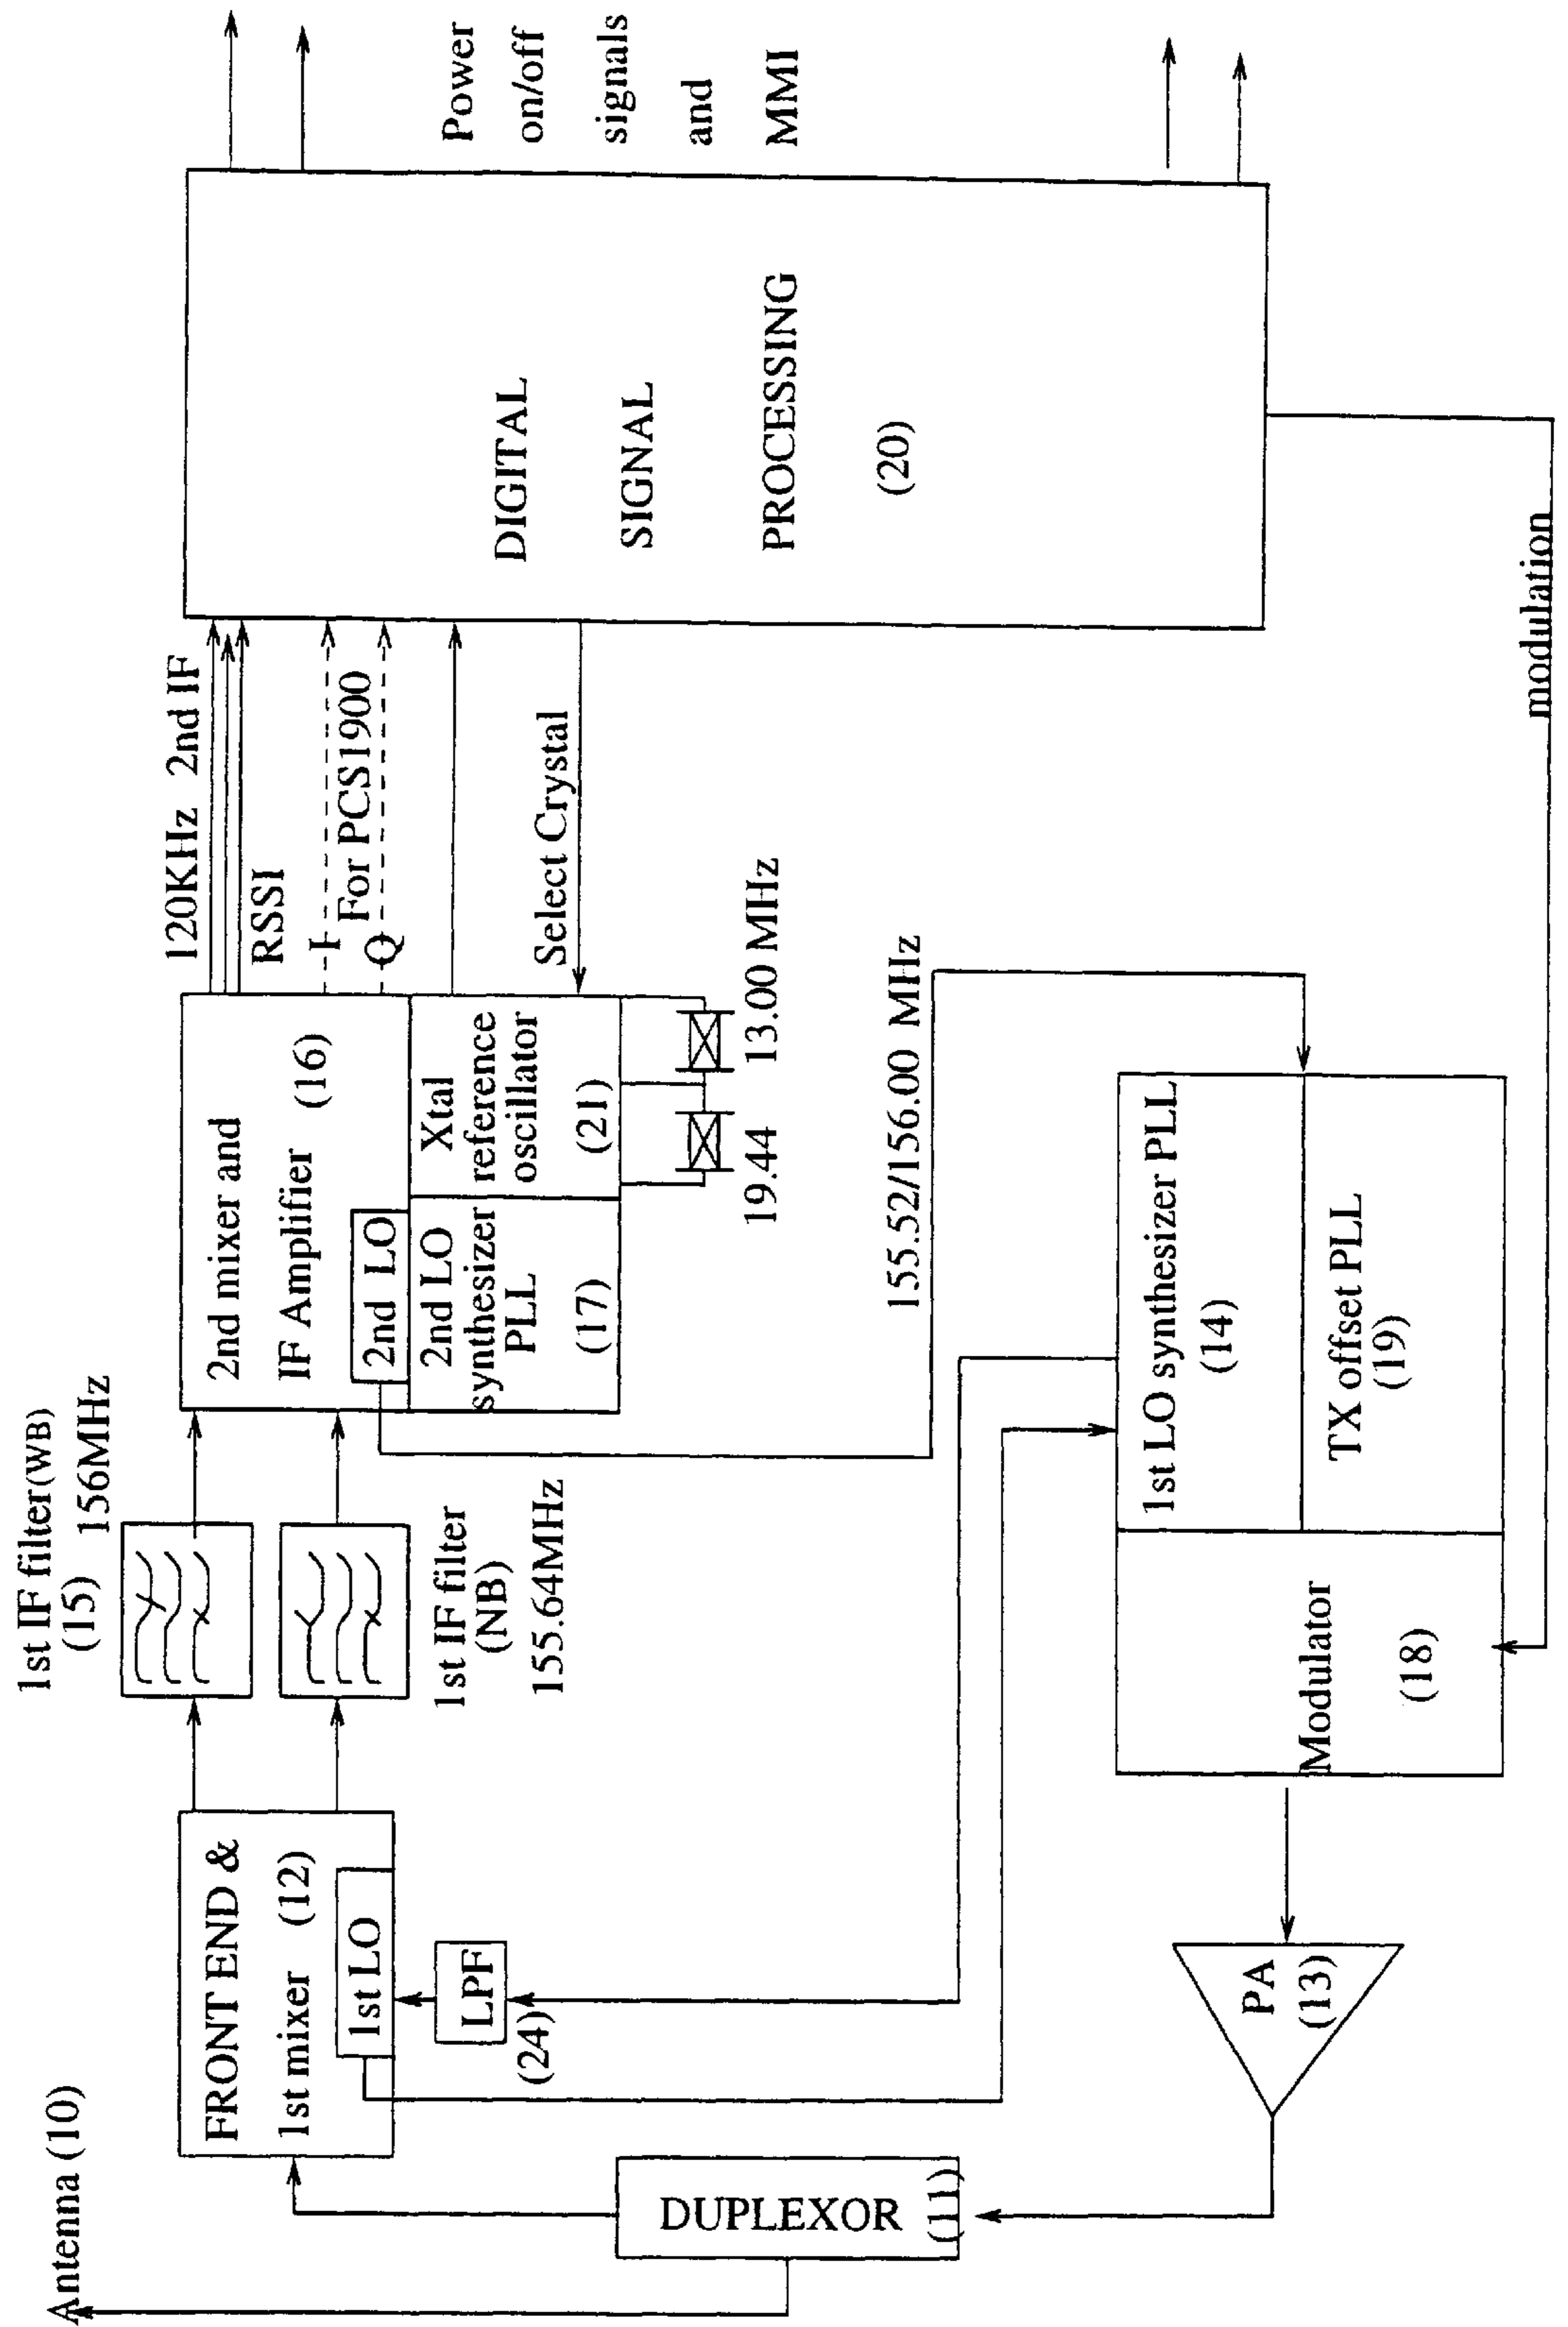 Antenna (10)
FRONT END &
1st mixer (12)
1st LO
LPF
(24)
DUPLEXOR
(11)
1st IF filter(WB)
(15) 156MHz
1st IF filter
(NB)
155.64MHz
2nd mixer and
IF Amplifier (16)
2nd LO
2nd LO
synthesizer
PLL
(17)
Xtal
reference
oscillator
(21)
19.44
13.00 MHz
155.52/156.00 MHz
120KHz 2nd IF
RSSI
I
For PCS1900
Q
Select Crystal
DIGITAL
SIGNAL
PROCESSING
(20)
Power
on/off
signals
and
MMI
PA
(13)
Modulator
(18)
1st LO synthesizer PLL
(14)
TX offset PLL
(19)
modulation